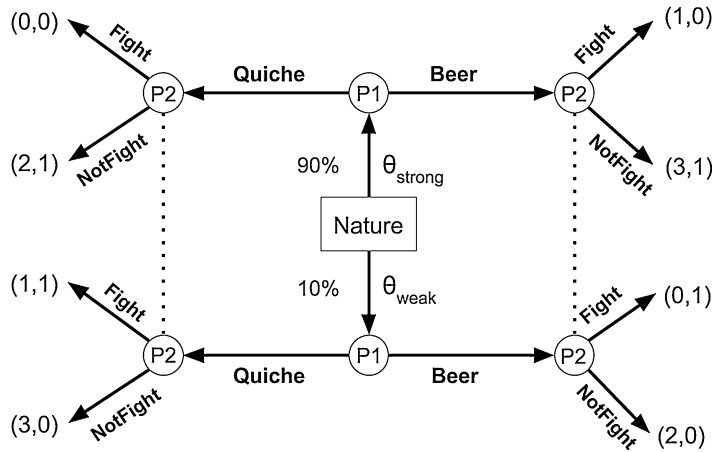 (0,0)
Fight
Quiche
Beer
Fight
(1,0)
P2
P1
P2
(2,1)
NotFight
90%
θstrong
NotFight
(3,1)
Nature
(1,1)
Fight
10%
θweak
Fight
(0,1)
P2
P1
P2
(3,0)
NotFight
Quiche
Beer
NotFight
(2,0)